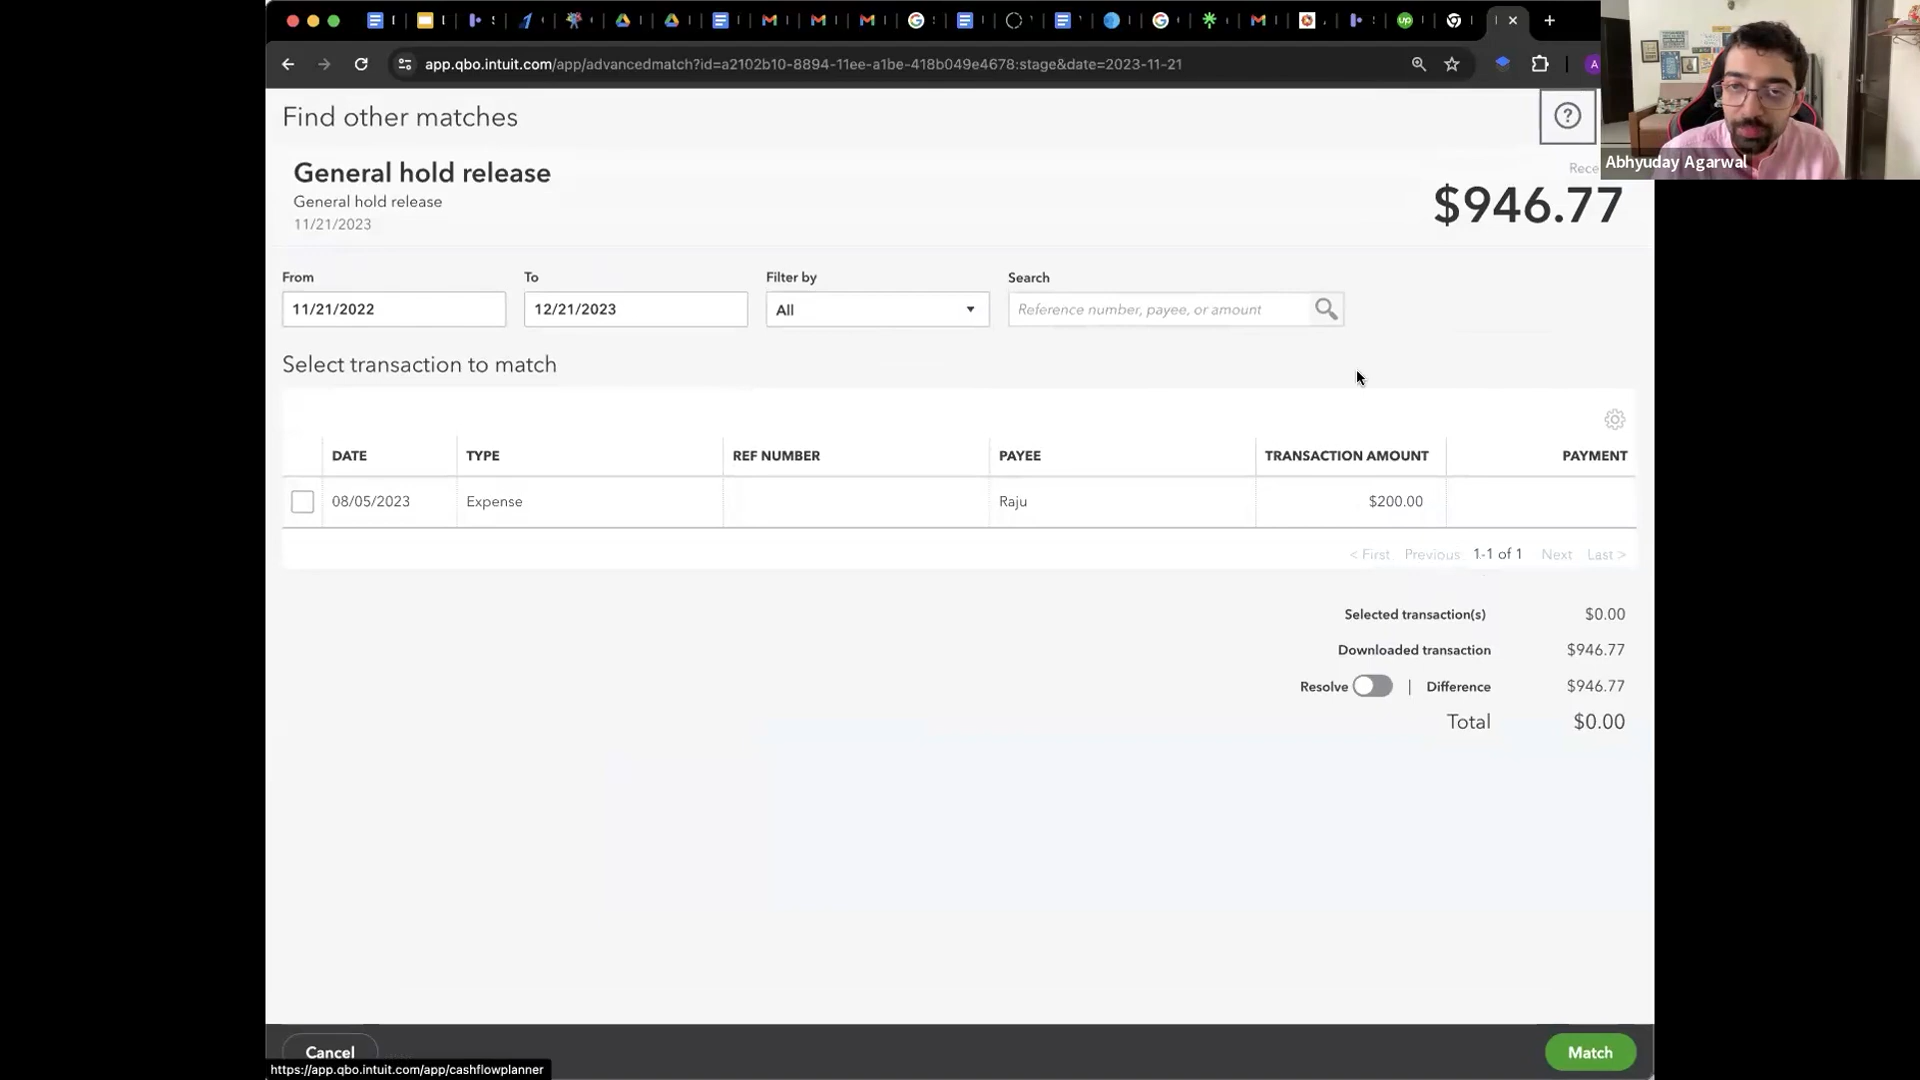 app.qbo.intuit.com/app/advancedmatch?id=a2102b10-8894-11ee-a1be-418b049e4678:stage&date=2023-11-21
Find other matches
Abhyuday Agarwal
General hold release
General hold release
11/21/2023
Rece
$946.77
From To Filter by Search
11/21/2022 12/21/2023 All Reference number, payee, or amount
Select transaction to match
DATE TYPE REF NUMBER PAYEE TRANSACTION AMOUNT PAYMENT
08/05/2023 Expense Raju $200.00
< First Previous 1-1 of 1 Next Last >
Selected transaction(s) $0.00
Downloaded transaction $946.77
Resolve | Difference $946.77
Total $0.00
Cancel Match
https://app.qbo.intuit.com/app/cashflowplanner